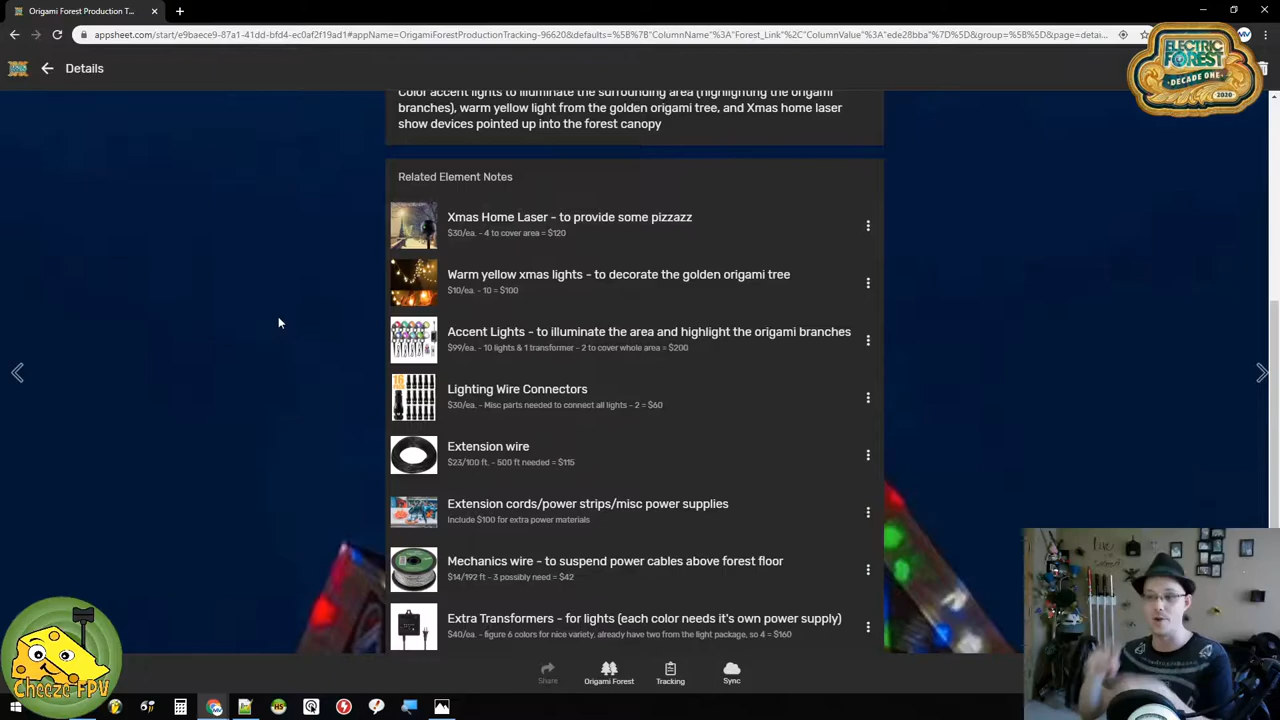 Origami Forest Production T
appsheet.com/start/e9baece9-87a1-41dd-bfd4-ec0af2f19ad1#appName=OrigamiForestProductionTracking-96620&defaults=%5B%7B"ColumnName"%3A"Forest_Link"%2C"ColumnValue"%3A"ede28bba"%7D%5D&group=%5B%5D&page=detai...
Details
ELECTRIC
FOREST
DECADE ONE
2020
Color accent lights to illuminate the surrounding area (highlighting the origami
branches), warm yellow light from the golden origami tree, and Xmas home laser
show devices pointed up into the forest canopy
Related Element Notes
Xmas Home Laser - to provide some pizzazz
$30/ea. - 4 to cover area = $120
Warm yellow xmas lights - to decorate the golden origami tree
$10/ea. - 10 = $100
Accent Lights - to illuminate the area and highlight the origami branches
$99/ea. - 10 lights & 1 transformer - 2 to cover whole area = $200
16
Lighting Wire Connectors
$30/ea. - Misc parts needed to connect all lights - 2 = $60
Extension wire
$23/100 ft. - 500 ft needed = $115
Extension cords/power strips/misc power supplies
Include $100 for extra power materials
Mechanics wire - to suspend power cables above forest floor
$14/192 ft - 3 possibly need = $42
Extra Transformers - for lights (each color needs it's own power supply)
$40/ea. - figure 6 colors for nice variety, already have two from the light package, so 4 = $160
Share
Origami Forest
Tracking
Sync
Cheeze FPV